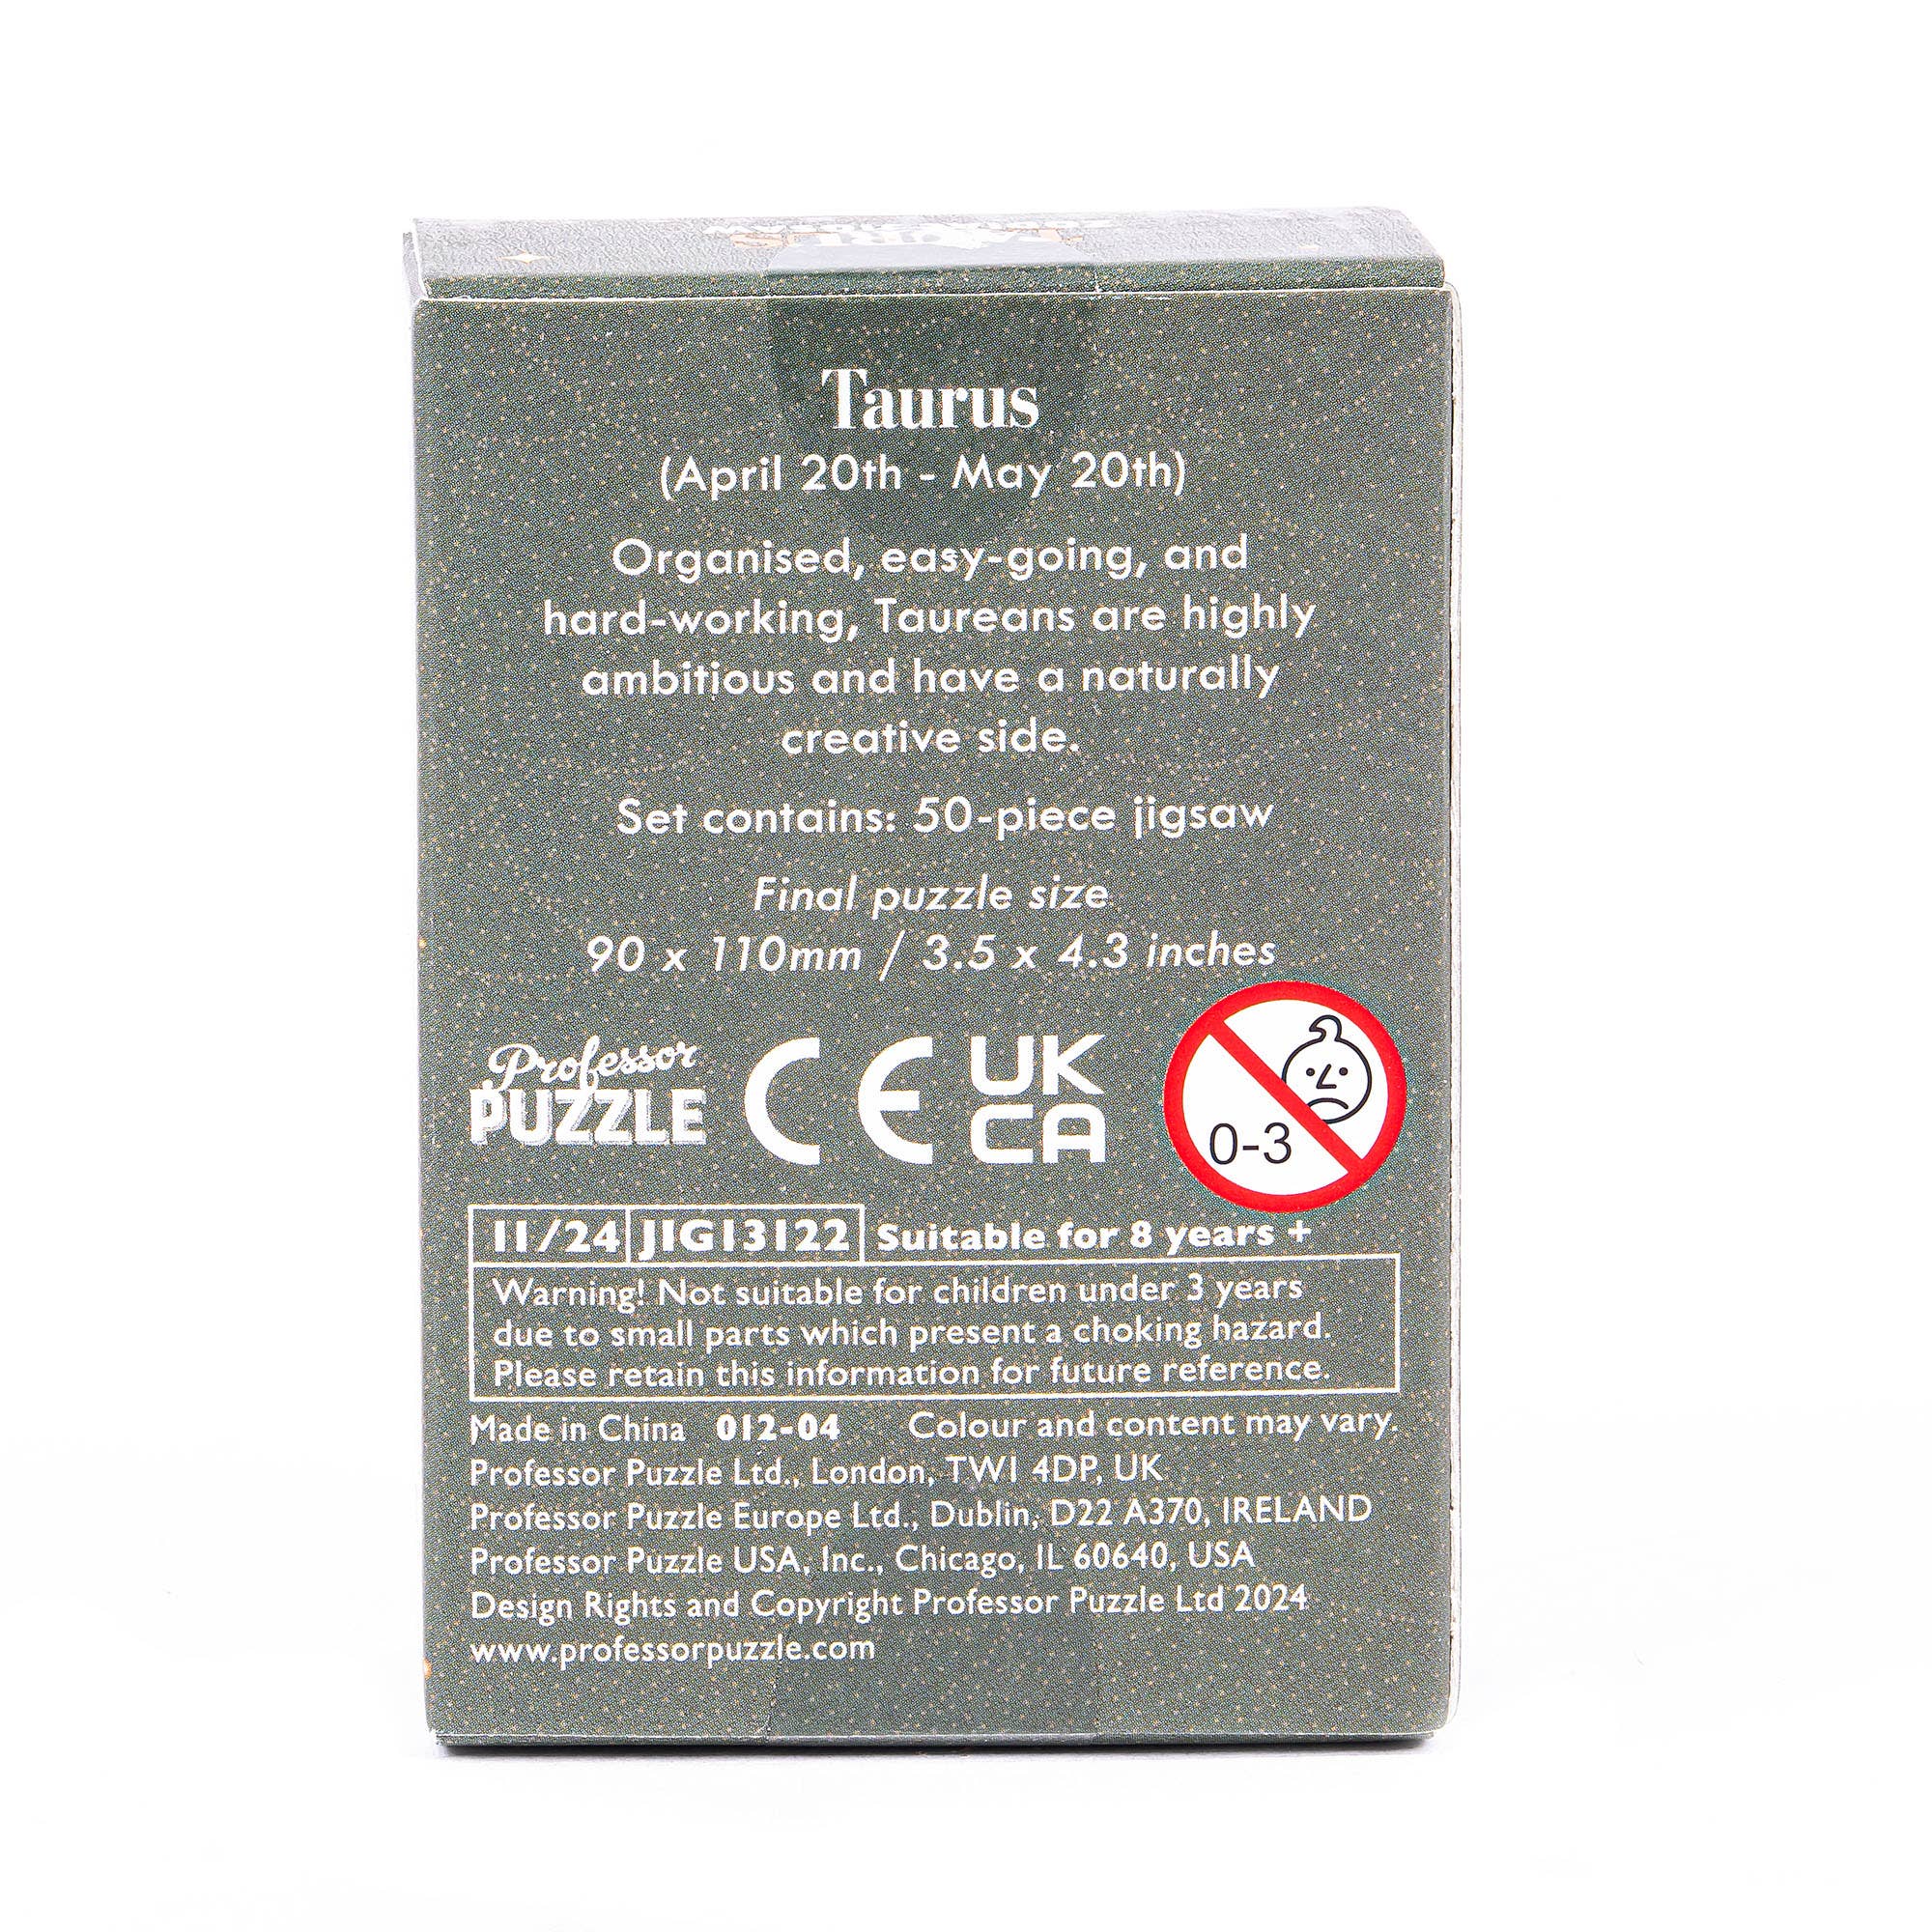 Taurus
(April 20th - May 20th)
Organised, easy-going, and
hard-working, Taureans are highly
ambitious and have a naturally
creative side.
Set contains: 50-piece jigsaw
Final puzzle size
90 x 110mm / 3.5 x 4.3 inches
Professor
PUZZLE
CE
UK
CA
0-3
11/24 JIG13122 Suitable for 8 years +
Warning! Not suitable for children under 3 years
due to small parts which present a choking hazard.
Please retain this information for future reference.
Made in China 012-04 Colour and content may vary.
Professor Puzzle Ltd., London, TW1 4DP, UK
Professor Puzzle Europe Ltd., Dublin, D22 A370, IRELAND
Professor Puzzle USA, Inc., Chicago, IL 60640, USA
Design Rights and Copyright Professor Puzzle Ltd 2024
www.professorpuzzle.com